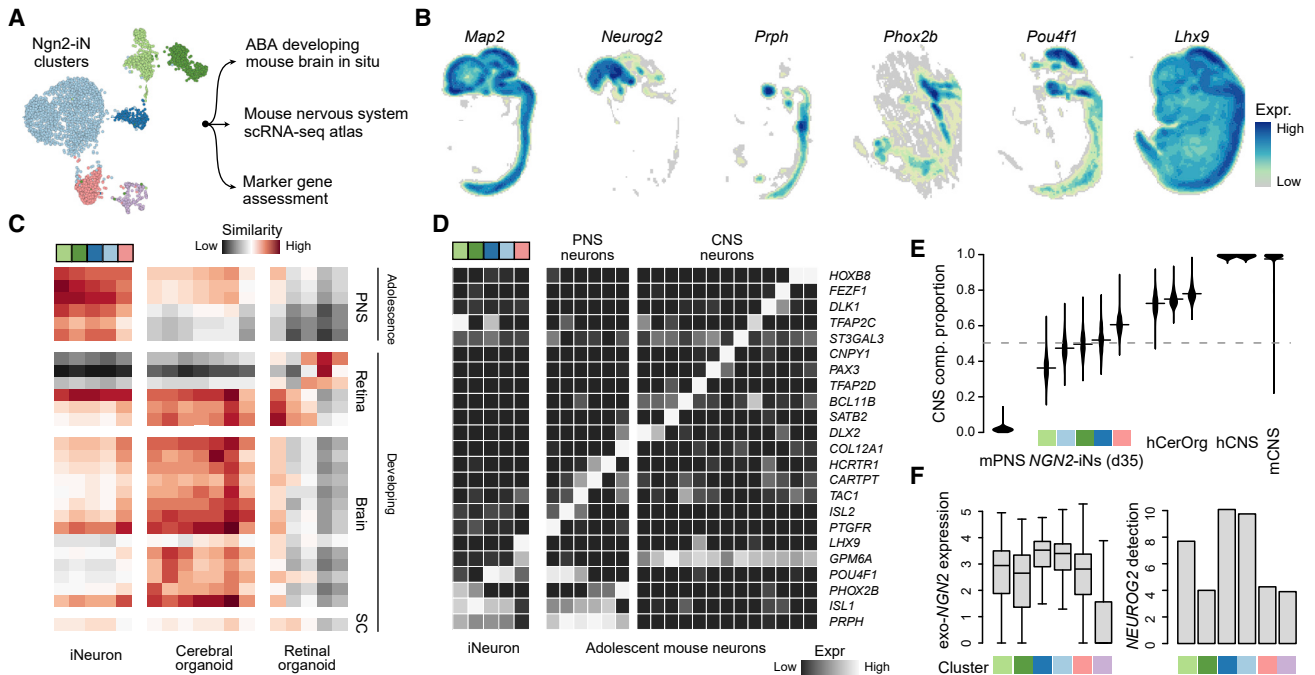 A
Ngn2-iN
clusters
ABA developing
mouse brain in situ
Mouse nervous system
scRNA-seq atlas
Marker gene
assessment
B
Map2
Neurog2
Prph
Phox2b
Pou4f1
Lhx9
Expr.
High
Low
C
Similarity
Low
High
Adolescence
PNS
Retina
Developing
Brain
SC
iNeuron
Cerebral
organoid
Retinal
organoid
D
PNS
neurons
CNS
neurons
HOXB8
FEZF1
DLK1
TFAP2C
ST3GAL3
CNPY1
PAX3
TFAP2D
BCL11B
SATB2
DLX2
COL12A1
HCRTR1
CARTPT
TAC1
ISL2
PTGFR
LHX9
GPM6A
POU4F1
PHOX2B
ISL1
PRPH
iNeuron
Adolescent mouse neurons
Expr
Low
High
E
CNS comp. proportion
1.0
0.8
0.6
0.4
0.2
0.0
mPNS
NGN2-iNs (d35)
hCerOrg
hCNS
mCNS
F
exo-NGN2 expression
5
4
3
2
1
0
NEUROG2 detection
10
8
6
4
2
0
Cluster